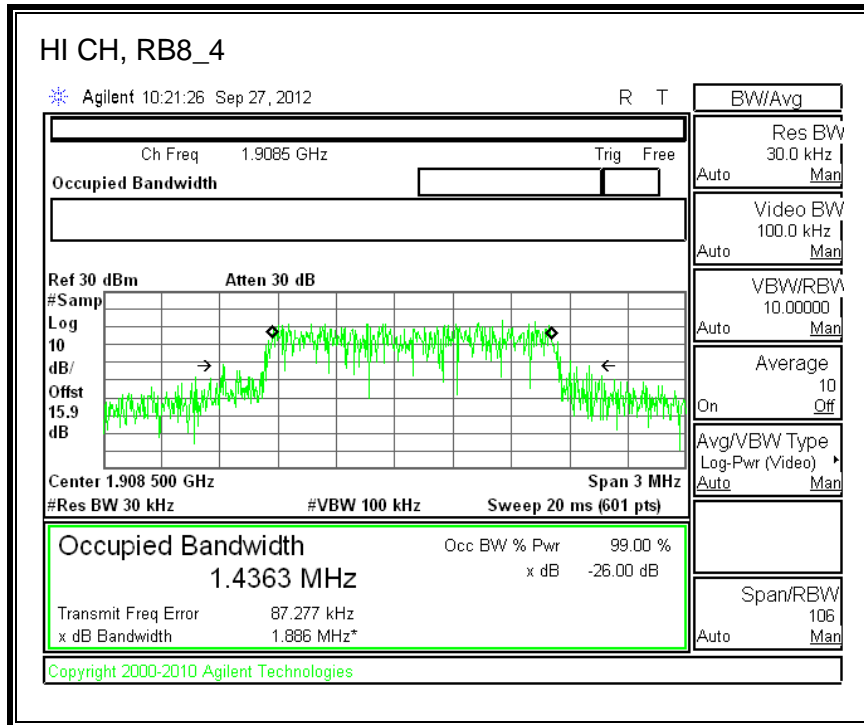 HI CH, RB8_4
Agilent 10:21:26 Sep 27, 2012 R T
Ch Freq 1.9085 GHz Trig Free
Occupied Bandwidth
Ref 30 dBm Atten 30 dB
#Samp
Log
10
dB/
Offst
15.9
dB
Center 1.908 500 GHz Span 3 MHz
#Res BW 30 kHz #VBW 100 kHz Sweep 20 ms (601 pts)
Occupied Bandwidth Occ BW % Pwr 99.00 %
1.4363 MHz x dB -26.00 dB
Transmit Freq Error 87.277 kHz
x dB Bandwidth 1.886 MHz*
Copyright 2000-2010 Agilent Technologies
BW/Avg
Res BW
30.0 kHz
Auto Man
Video BW
100.0 kHz
Auto Man
VBW/RBW
10.00000
Auto Man
Average
10
On Off
Avg/VBW Type
Log-Pwr (Video)
Auto Man
Span/RBW
106
Auto Man